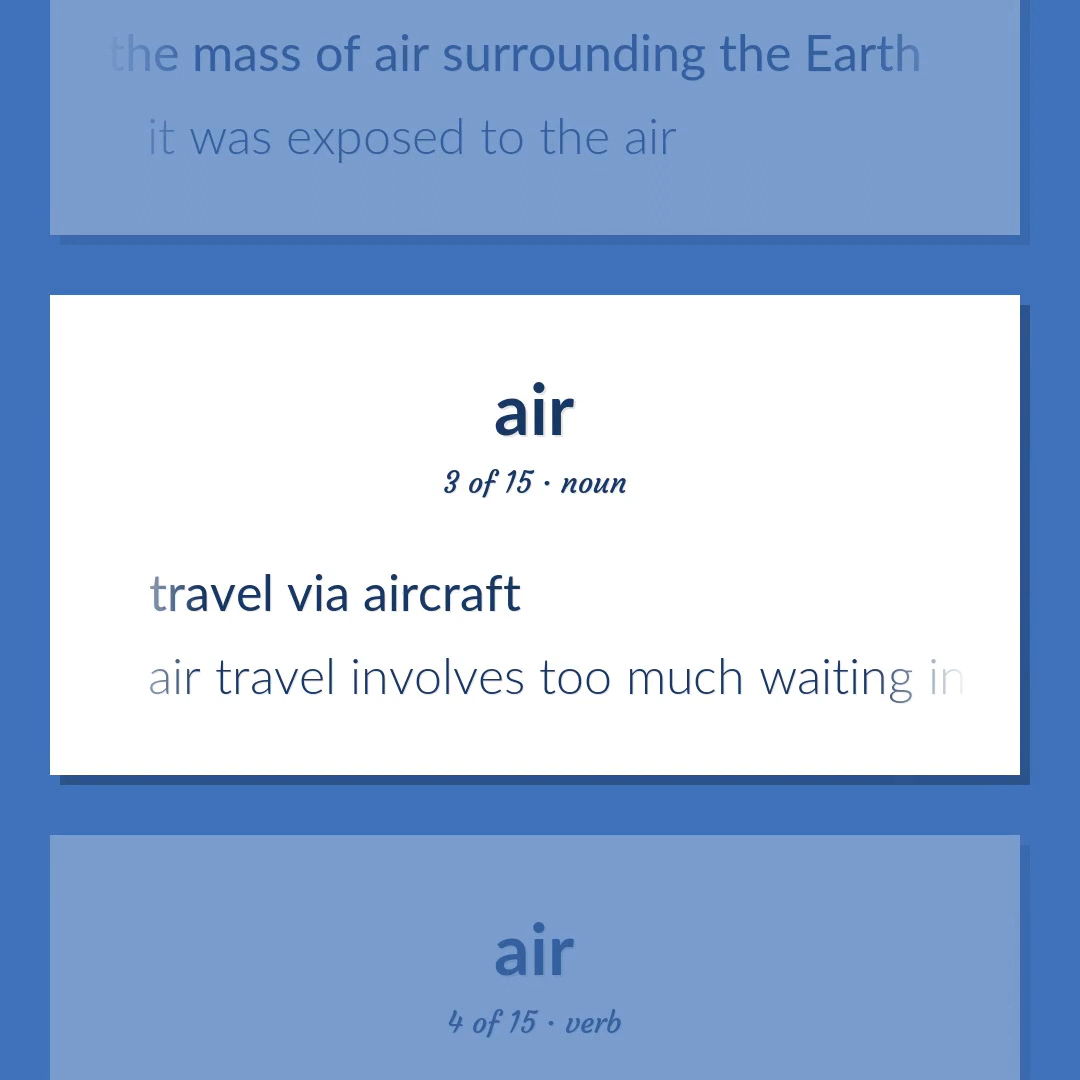 the mass of air surrounding the Earth
it was exposed to the air
air
3 of 15 · noun
travel via aircraft
air travel involves too much waiting in
air
4 of 15 · verb